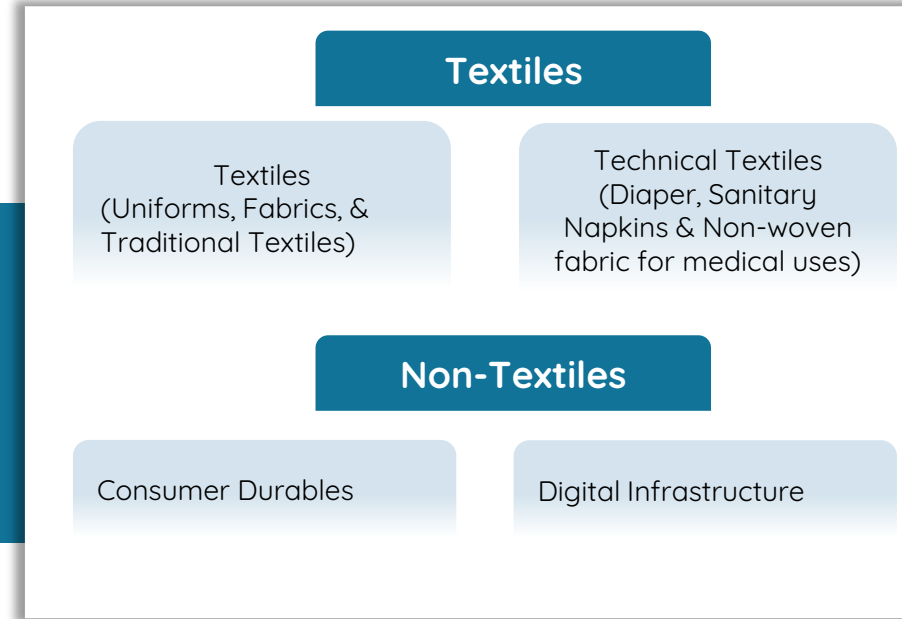 Textiles
Textiles
(Uniforms, Fabrics, &
Traditional Textiles)
Technical Textiles
(Diaper, Sanitary
Napkins & Non-woven
fabric for medical uses)
Non-Textiles
Consumer Durables
Digital Infrastructure